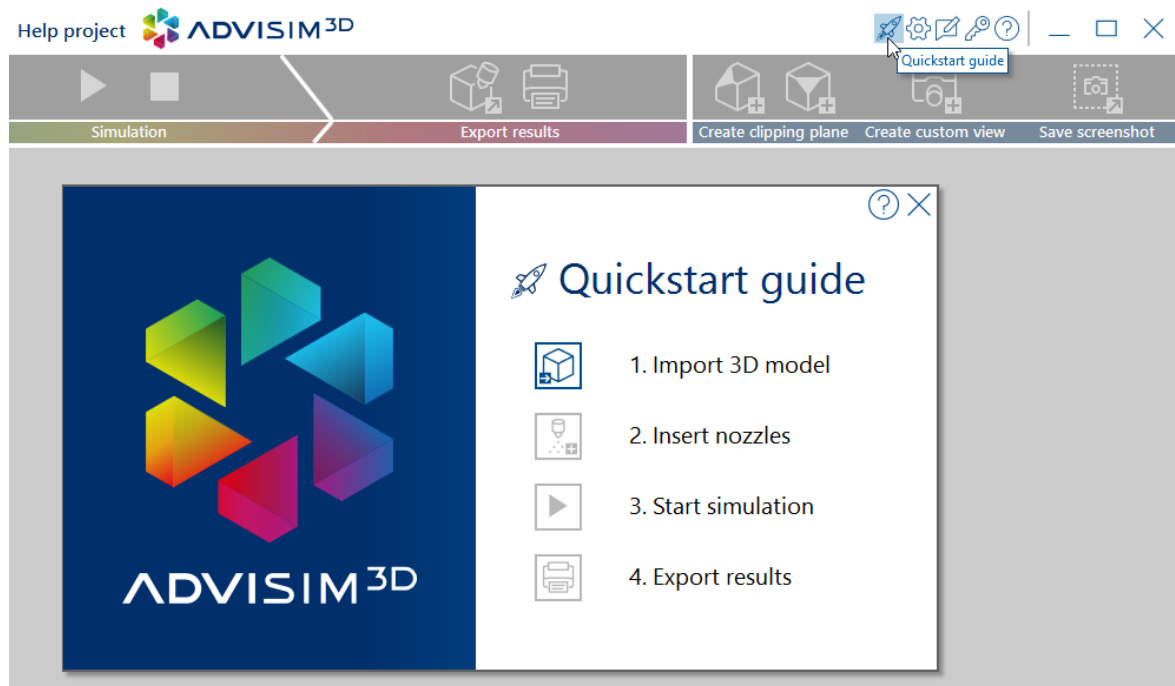 Help project ADVISIM3D
Quickstart guide
Simulation Export results Create clipping plane Create custom view Save screenshot
Quickstart guide
1. Import 3D model
2. Insert nozzles
3. Start simulation
4. Export results
ADVISIM3D